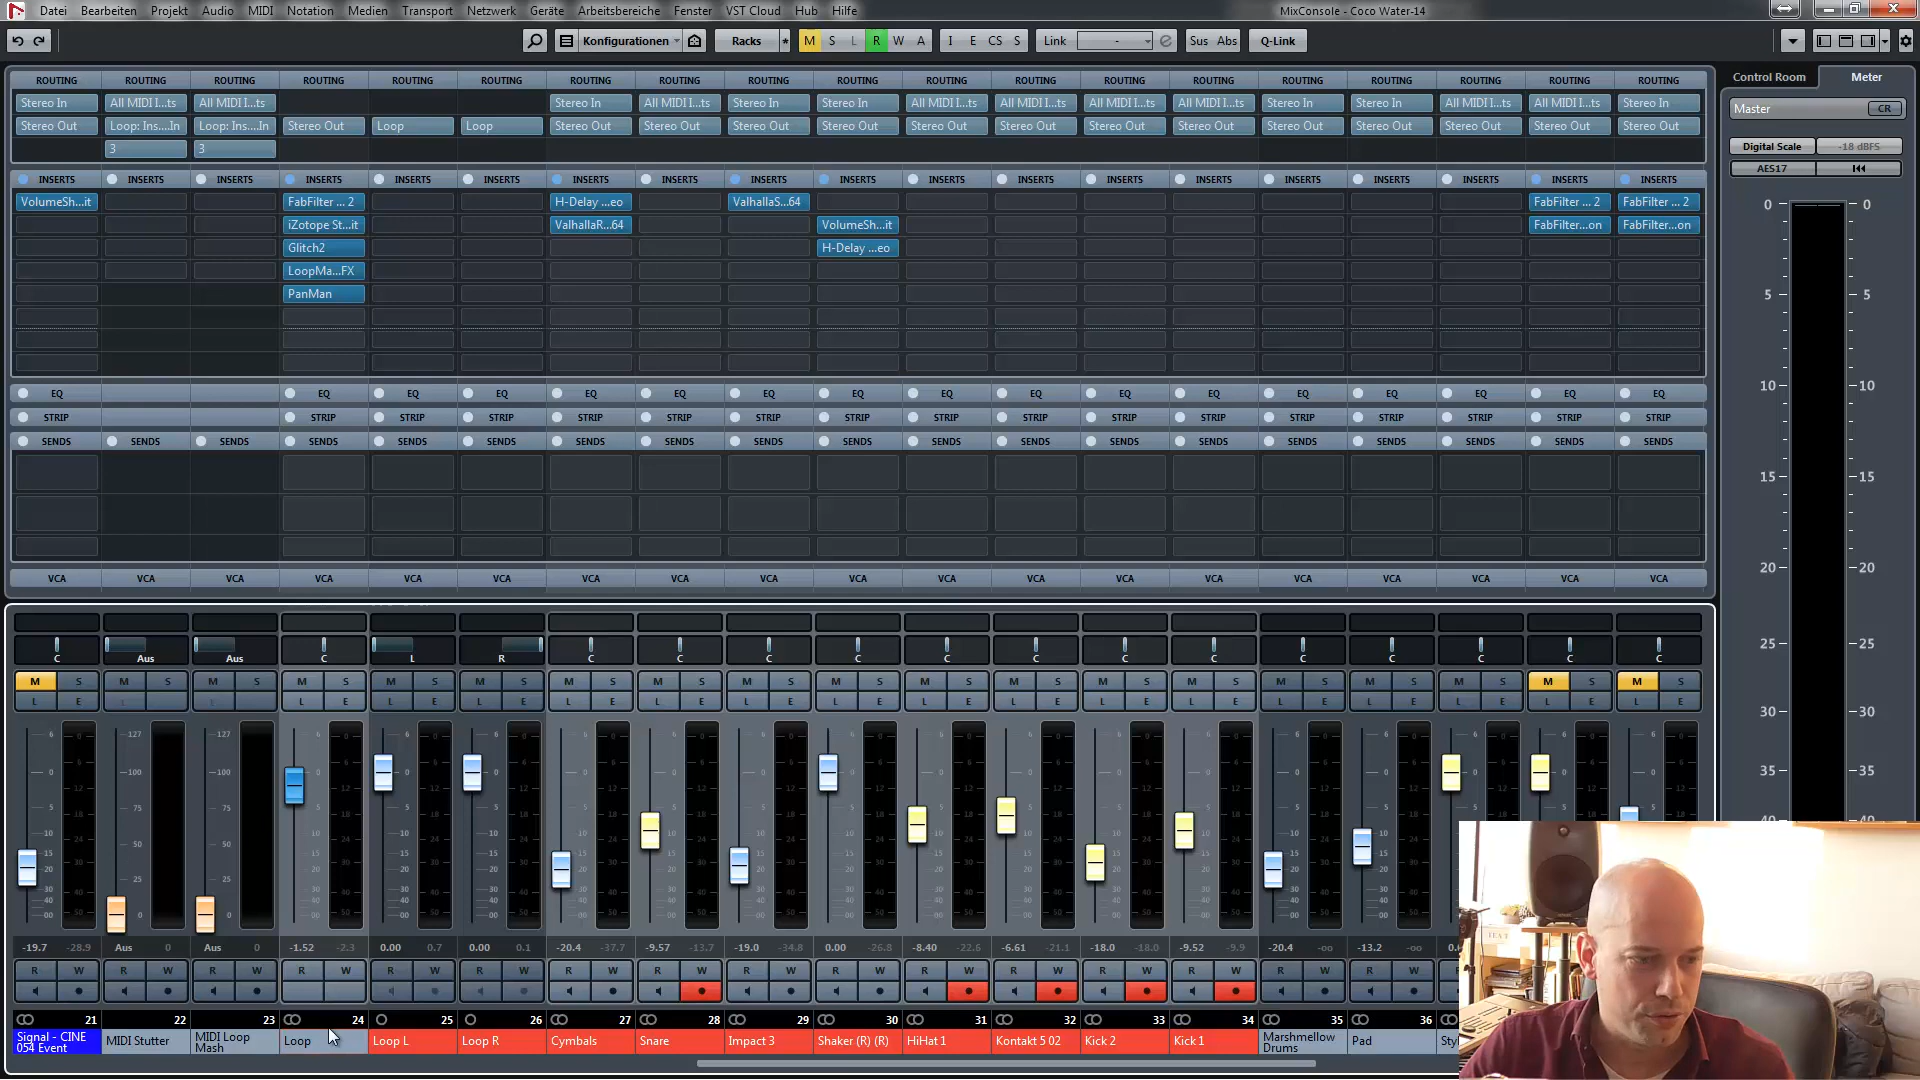 Datei Bearbeiten Projekt Audio MIDI Notation Medien Transport Netzwerk Geräte Arbeitsbereiche Fenster VST Cloud Hub Hilfe MixConsole - Coco Water-14
Konfigurationen Racks * M S L R W A I E CS S Link - Sus Abs Q-Link
ROUTING ROUTING ROUTING ROUTING ROUTING ROUTING ROUTING ROUTING ROUTING ROUTING ROUTING ROUTING ROUTING ROUTING ROUTING ROUTING ROUTING ROUTING ROUTING
Control Room Meter
Stereo In All MIDI I...ts All MIDI I...ts Stereo In All MIDI I...ts Stereo In Stereo In All MIDI I...ts All MIDI I...ts All MIDI I...ts All MIDI I...ts Stereo In Stereo In All MIDI I...ts All MIDI I...ts Stereo In
Master CR
Stereo Out Loop: Ins....In Loop: Ins....In Stereo Out Loop Loop Stereo Out Stereo Out Stereo Out Stereo Out Stereo Out Stereo Out Stereo Out Stereo Out Stereo Out Stereo Out Stereo Out Stereo Out Stereo Out
3 3
Digital Scale -18 dBFS
AES17
INSERTS INSERTS INSERTS INSERTS INSERTS INSERTS INSERTS INSERTS INSERTS INSERTS INSERTS INSERTS INSERTS INSERTS INSERTS INSERTS INSERTS INSERTS INSERTS
VolumeSh...it FabFilter ... 2 H-Delay ...eo ValhallaS...64 FabFilter ... 2 FabFilter ... 2
iZotope St...it ValhallaR...64 VolumeSh...it FabFilter...on FabFilter...on
Glitch2 H-Delay ...eo
LoopMa...FX
PanMan
EQ EQ EQ EQ EQ EQ EQ EQ EQ EQ EQ EQ EQ EQ EQ EQ EQ
STRIP STRIP STRIP STRIP STRIP STRIP STRIP STRIP STRIP STRIP STRIP STRIP STRIP STRIP STRIP STRIP STRIP
SENDS SENDS SENDS SENDS SENDS SENDS SENDS SENDS SENDS SENDS SENDS SENDS SENDS SENDS SENDS SENDS SENDS SENDS SENDS
VCA VCA VCA VCA VCA VCA VCA VCA VCA VCA VCA VCA VCA VCA VCA VCA VCA VCA VCA
0 0
5 5
10 10
15 15
20 20
25 25
30 30
35 35
C Aus Aus C L R C C C C C C C C C C C C C
M S M S M S M S M S M S M S M S M S M S M S M S M S M S M S M S M S M S M S
L E L L L E L E L E L E L E L E L E L E L E L E L E L E L E L E L E L E
-19.7 -28.9 Aus 0 Aus 0 -1.52 -2.3 0.00 0.7 0.00 0.1 -20.4 -37.7 -9.57 -13.7 -19.0 -34.8 0.00 -26.8 -8.40 -22.6 -6.61 -21.1 -18.0 -18.0 -9.52 -9.9 -20.4 -oo -13.2 -oo
R W R W R W R W R W R W R W R W R W R W R W R W R W R W R W R W
21 22 23 24 25 26 27 28 29 30 31 32 33 34 35 36
Signal - CINE 054 Event
MIDI Stutter
MIDI Loop Mash
Loop
Loop L
Loop R
Cymbals
Snare
Impact 3
Shaker (R) (R)
HiHat 1
Kontakt 5 02
Kick 2
Kick 1
Marshmellow Drums
Pad